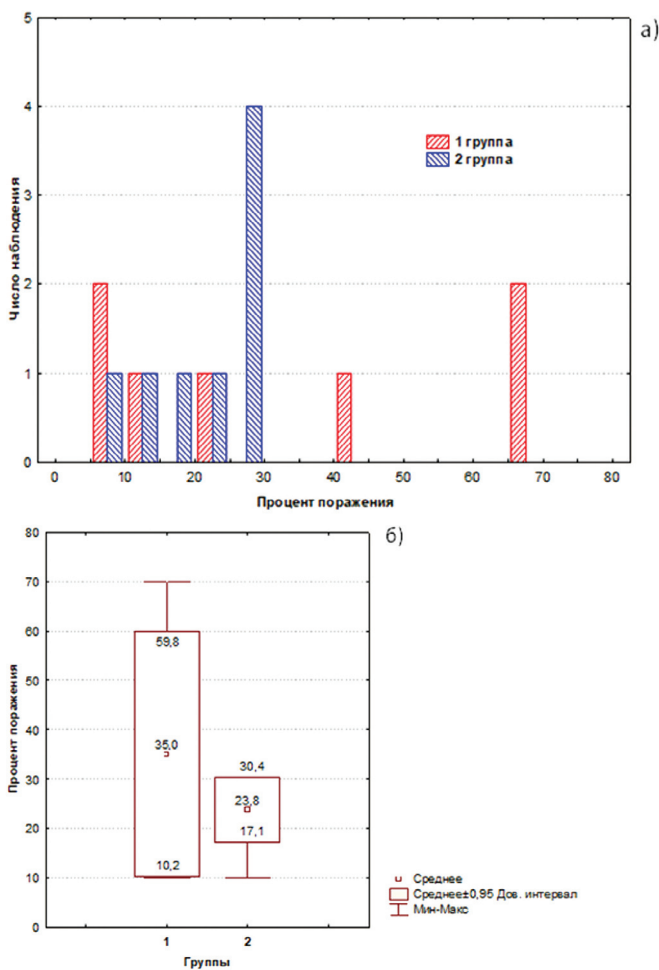 а)
5
4
3
2
1
0
Число наблюдения
1 группа
2 группа
0 10 20 30 40 50 60 70 80
Процент поражения
б)
80
70
60
50
40
30
20
10
0
Процент поражения
59,8
35,0
10,2
30,4
23,8
17,1
1 2
Группы
Среднее
Среднее±0,95 Дов. интервал
Мин-Макс